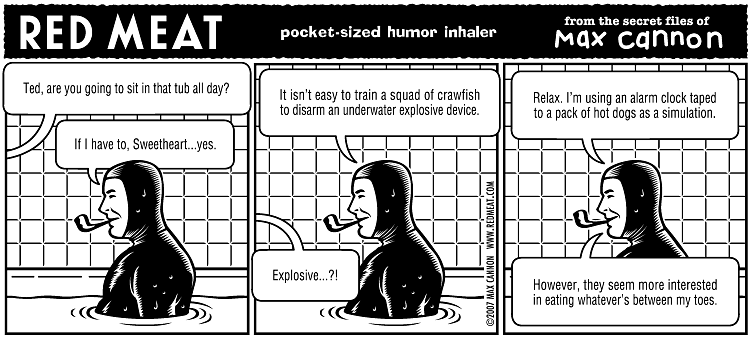 RED MEAT
pocket-sized humor inhaler
from the secret files of
Max Cannon
Ted, are you going to sit in that tub all day?
If I have to, Sweetheart...yes.
It isn't easy to train a squad of crawfish
to disarm an underwater explosive device.
Explosive...?!
©2007 MAX CANNON WWW.REDMEAT.COM
Relax. I'm using an alarm clock taped
to a pack of hot dogs as a simulation.
However, they seem more interested
in eating whatever's between my toes.